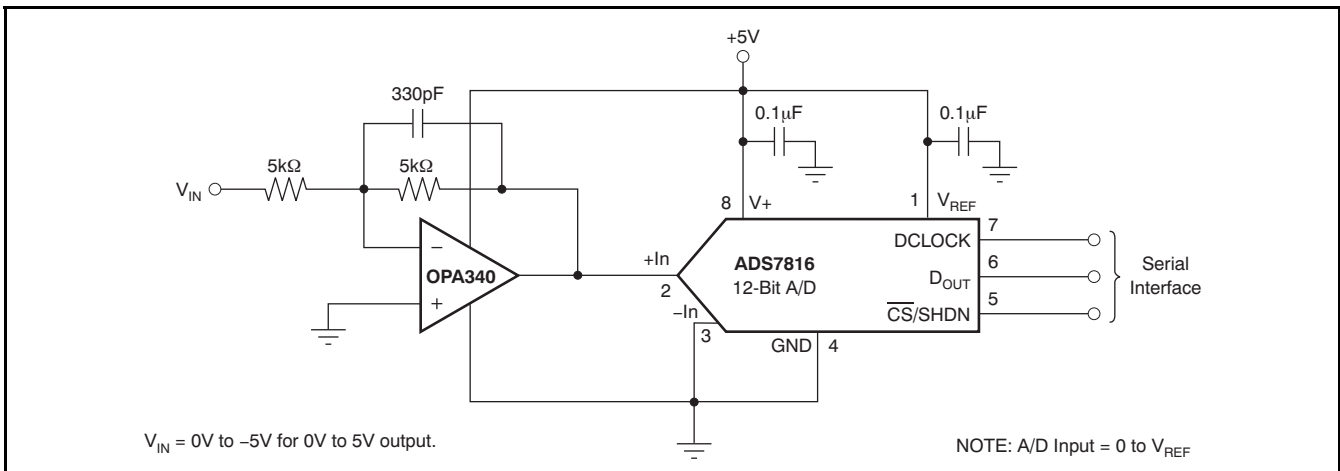 +5V
330pF
0.1μF
0.1μF
5kΩ
5kΩ
V_IN
8
V+
1
V_REF
7
DCLOCK
−
OPA340
+
+In
2
ADS7816
12-Bit A/D
6
D_OUT
Serial
Interface
5
CS/SHDN
−In
3
GND
4
V_IN = 0V to −5V for 0V to 5V output.
NOTE: A/D Input = 0 to V_REF